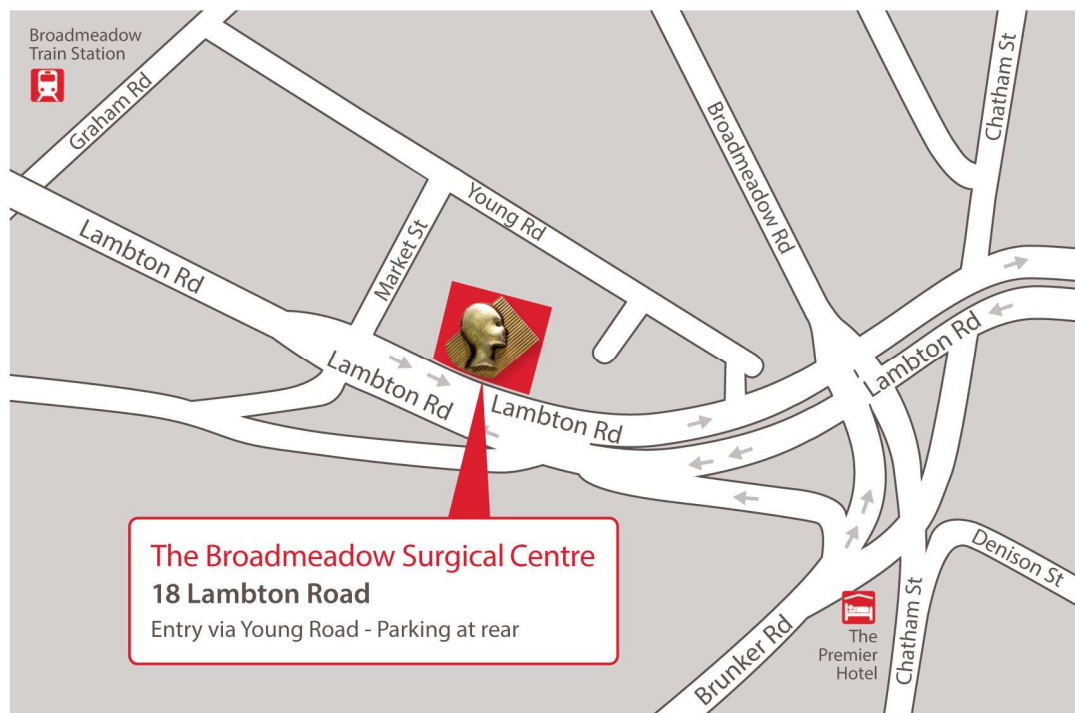 Broadmeadow
Train Station
Graham Rd
Lambton Rd
Market St
Young Rd
Broadmeadow Rd
Chatham St
Lambton Rd
Lambton Rd
Lambton Rd
The Broadmeadow Surgical Centre
18 Lambton Road
Entry via Young Road - Parking at rear
Denison St
The
Premier
Hotel
Brunker Rd
Chatham St